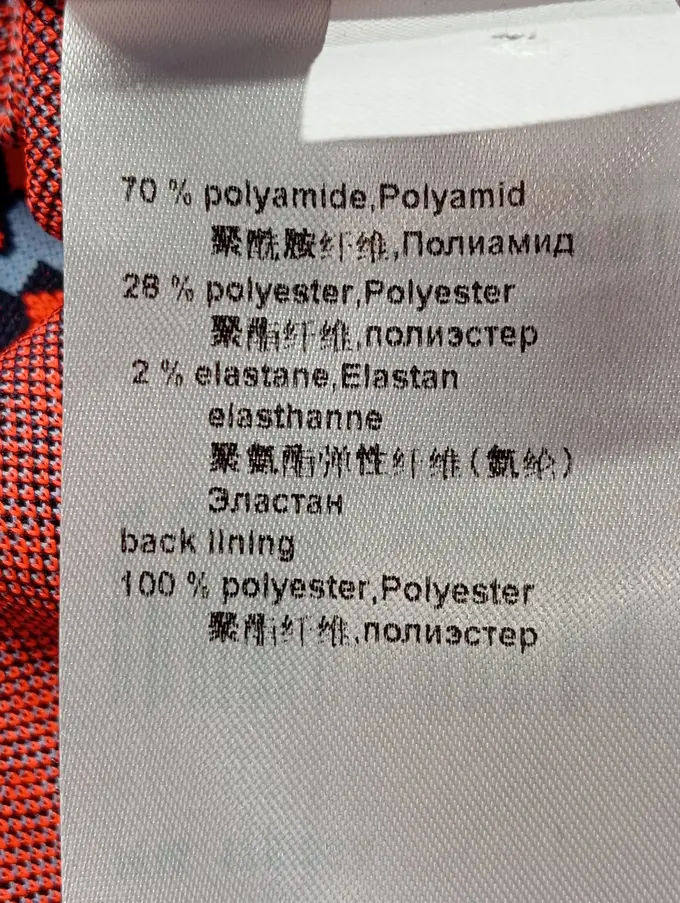 70 % polyamide,Polyamid
聚酰胺纤维,Полиамид
28 % polyester,Polyester
聚酯纤维,полиэстер
2 % elastane,Elastan
elasthanne
聚氨酯弹性纤维(氨纶)
Эластан
back lining
100 % polyester,Polyester
聚酯纤维,полиэстер